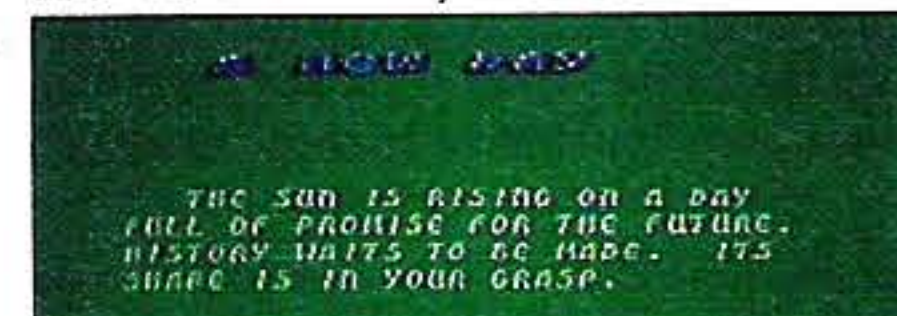 THE SUN IS RISING ON A DAY
FULL OF PROMISE FOR THE FUTURE.
HISTORY WAITS TO BE MADE. ITS
SHAPE IS IN YOUR GRASP.